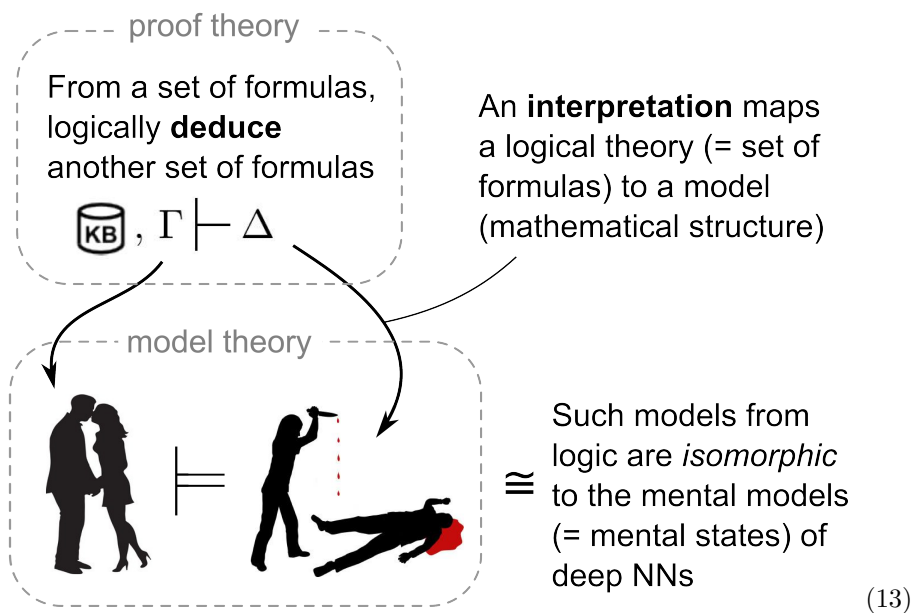 proof theory
From a set of formulas,
logically deduce
another set of formulas
KB , Γ ⊢ Δ
An interpretation maps
a logical theory (= set of
formulas) to a model
(mathematical structure)
model theory
⊨
≅
Such models from
logic are isomorphic
to the mental models
(= mental states) of
deep NNs
(13)